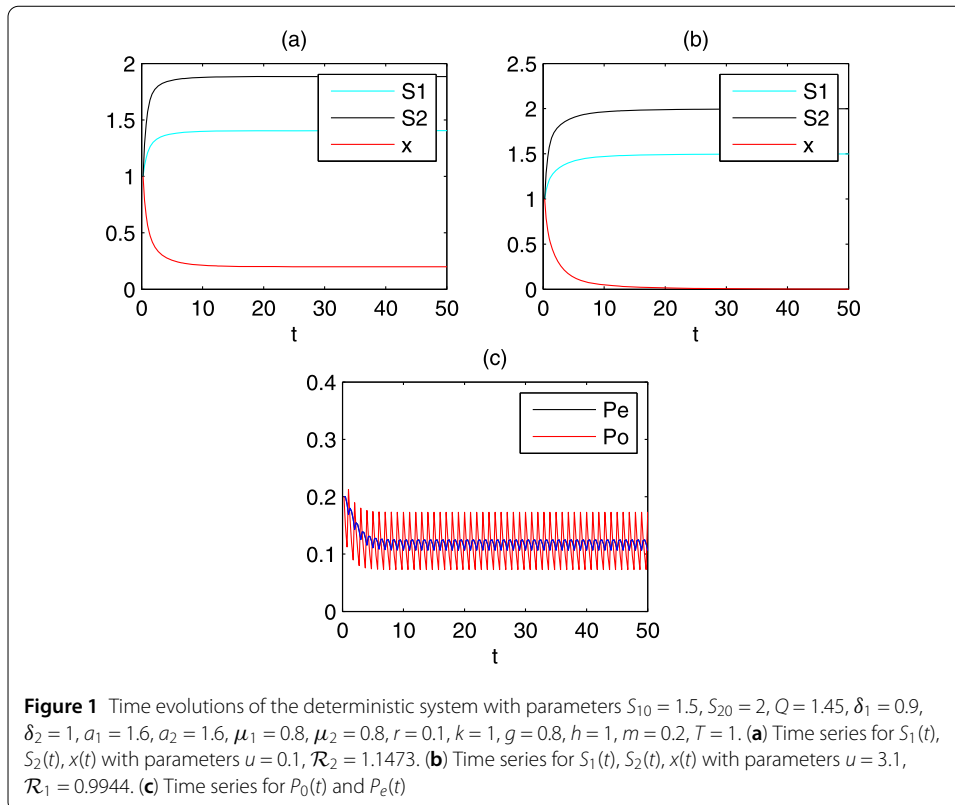 (a)
2
1.5
1
0.5
0
S1
S2
x
0 10 20 30 40 50
t
(b)
2.5
2
1.5
1
0.5
0
S1
S2
x
0 10 20 30 40 50
t
(c)
0.4
0.3
0.2
0.1
0
Pe
Po
0 10 20 30 40 50
t
Figure 1 Time evolutions of the deterministic system with parameters S₁₀ = 1.5, S₂₀ = 2, Q = 1.45, δ₁ = 0.9,
δ₂ = 1, a₁ = 1.6, a₂ = 1.6, μ₁ = 0.8, μ₂ = 0.8, r = 0.1, k = 1, g = 0.8, h = 1, m = 0.2, T = 1. (a) Time series for S₁(t),
S₂(t), x(t) with parameters u = 0.1, ℛ₂ = 1.1473. (b) Time series for S₁(t), S₂(t), x(t) with parameters u = 3.1,
ℛ₁ = 0.9944. (c) Time series for P₀(t) and Pₑ(t)